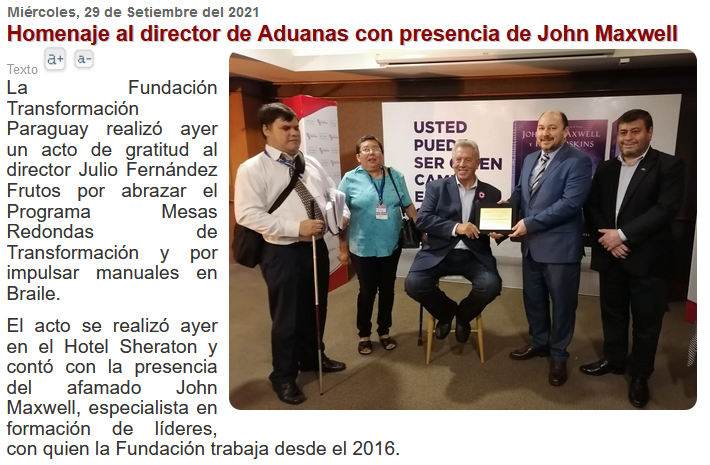 Miércoles, 29 de Setiembre del 2021
Homenaje al director de Aduanas con presencia de John Maxwell
Texto a+ a-
La Fundación
Transformación
Paraguay realizó ayer
un acto de gratitud al
director Julio Fernández
Frutos por abrazar el
Programa Mesas
Redondas de
Transformación y por
impulsar manuales en
Braile.
El acto se realizó ayer
en el Hotel Sheraton y
contó con la presencia
del afamado John
Maxwell, especialista en
formación de líderes,
con quien la Fundación trabaja desde el 2016.
USTED
PUEDE
SER
CAM
E
JOH
MAXWELL